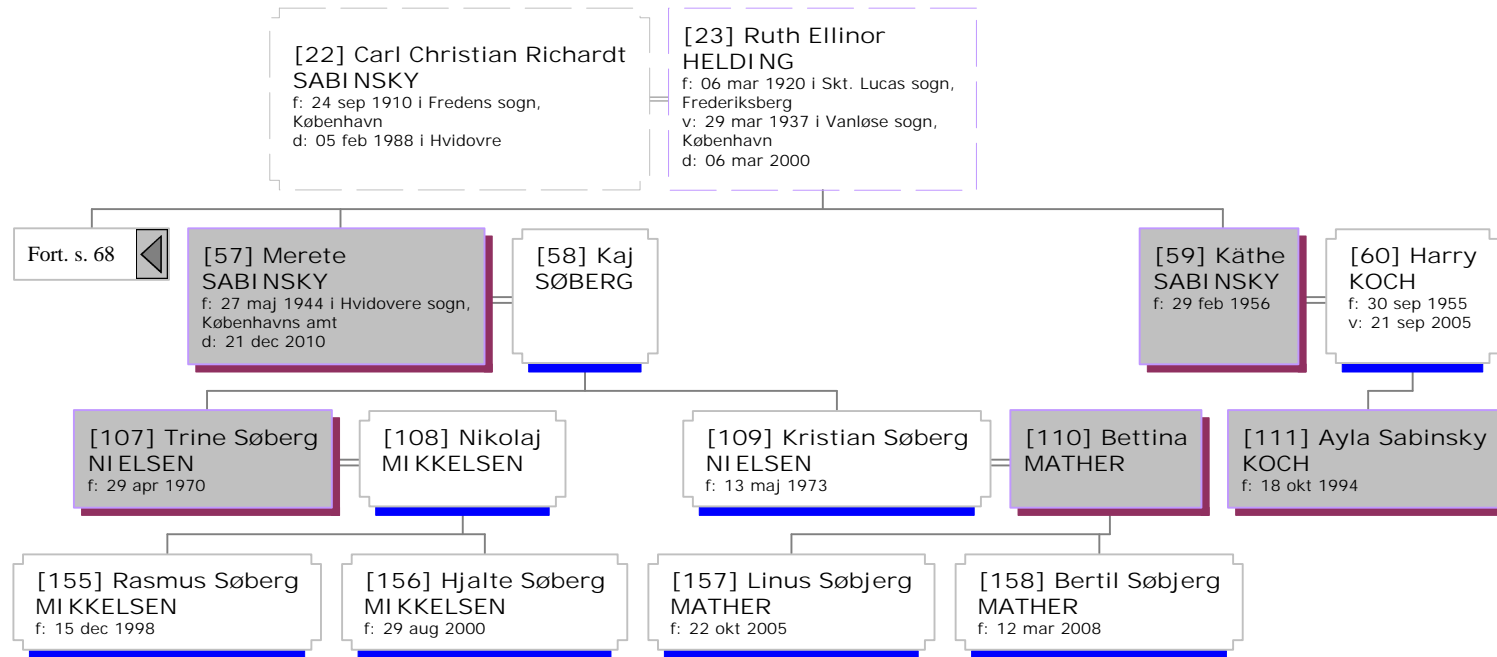 [22] Carl Christian Richardt
SABINSKY
f: 24 sep 1910 i Fredens sogn,
København
d: 05 feb 1988 i Hvidovre
[23] Ruth Ellinor
HELDING
f: 06 mar 1920 i Skt. Lucas sogn,
Frederiksberg
v: 29 mar 1937 i Vanløse sogn,
København
d: 06 mar 2000
Fort. s. 68
[57] Merete
SABINSKY
f: 27 maj 1944 i Hvidovere sogn,
Københavns amt
d: 21 dec 2010
[58] Kaj
SØBERG
[59] Käthe
SABINSKY
f: 29 feb 1956
[60] Harry
KOCH
f: 30 sep 1955
v: 21 sep 2005
[107] Trine Søberg
NIELSEN
f: 29 apr 1970
[108] Nikolaj
MIKKELSEN
[109] Kristian Søberg
NIELSEN
f: 13 maj 1973
[110] Bettina
MATHER
[111] Ayla Sabinsky
KOCH
f: 18 okt 1994
[155] Rasmus Søberg
MIKKELSEN
f: 15 dec 1998
[156] Hjalte Søberg
MIKKELSEN
f: 29 aug 2000
[157] Linus Søbjerg
MATHER
f: 22 okt 2005
[158] Bertil Søbjerg
MATHER
f: 12 mar 2008